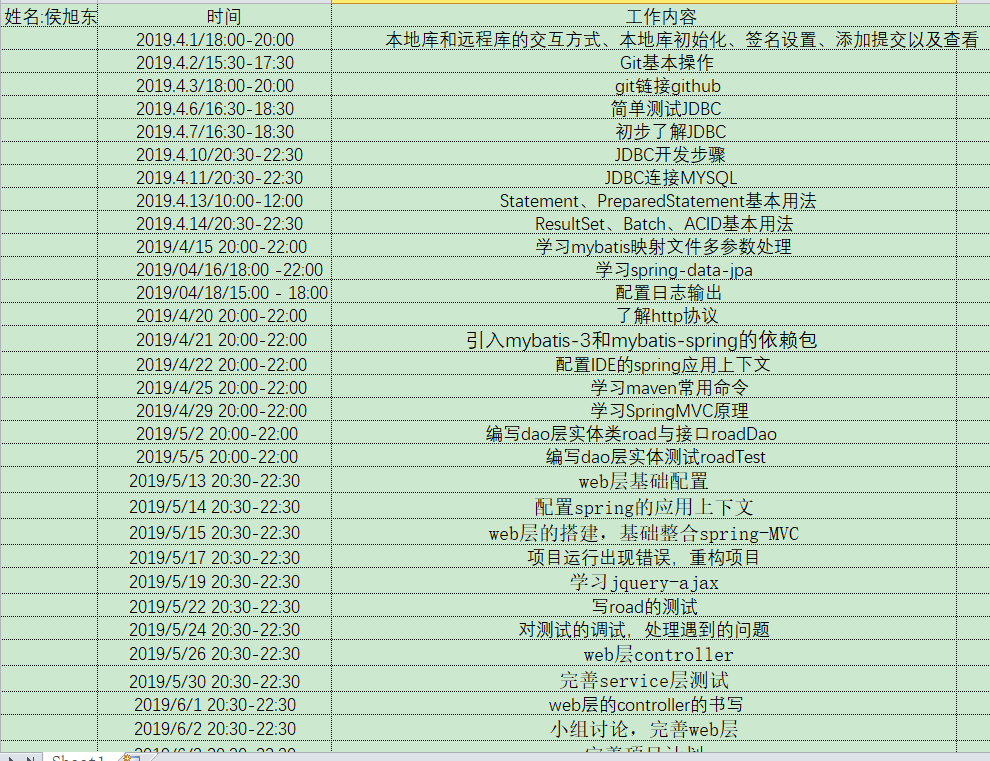 姓名:侯旭东 时间 工作内容
2019.4.1/18:00-20:00 本地库和远程库的交互方式、本地库初始化、签名设置、添加提交以及查看
2019.4.2/15:30-17:30 Git基本操作
2019.4.3/18:00-20:00 git链接github
2019.4.6/16:30-18:30 简单测试JDBC
2019.4.7/16:30-18:30 初步了解JDBC
2019.4.10/20:30-22:30 JDBC开发步骤
2019.4.11/20:30-22:30 JDBC连接MYSQL
2019.4.13/10:00-12:00 Statement、PreparedStatement基本用法
2019.4.14/20:30-22:30 ResultSet、Batch、ACID基本用法
2019/4/15 20:00-22:00 学习mybatis映射文件多参数处理
2019/04/16/18:00 -22:00 学习spring-data-jpa
2019/04/18/15:00 - 18:00 配置日志输出
2019/4/20 20:00-22:00 了解http协议
2019/4/21 20:00-22:00 引入mybatis-3和mybatis-spring的依赖包
2019/4/22 20:00-22:00 配置IDE的spring应用上下文
2019/4/25 20:00-22:00 学习maven常用命令
2019/4/29 20:00-22:00 学习SpringMVC原理
2019/5/2 20:00-22:00 编写dao层实体类road与接口roadDao
2019/5/5 20:00-22:00 编写dao层实体测试roadTest
2019/5/13 20:30-22:30 web层基础配置
2019/5/14 20:30-22:30 配置spring的应用上下文
2019/5/15 20:30-22:30 web层的搭建，基础整合spring-MVC
2019/5/17 20:30-22:30 项目运行出现错误，重构项目
2019/5/19 20:30-22:30 学习jquery-ajax
2019/5/22 20:30-22:30 写road的测试
2019/5/24 20:30-22:30 对测试的调试，处理遇到的问题
2019/5/26 20:30-22:30 web层controller
2019/5/30 20:30-22:30 完善service层测试
2019/6/1 20:30-22:30 web层的controller的书写
2019/6/2 20:30-22:30 小组讨论，完善web层
2019/6/3 20:30-22:30 完善项目计划
Sheet1